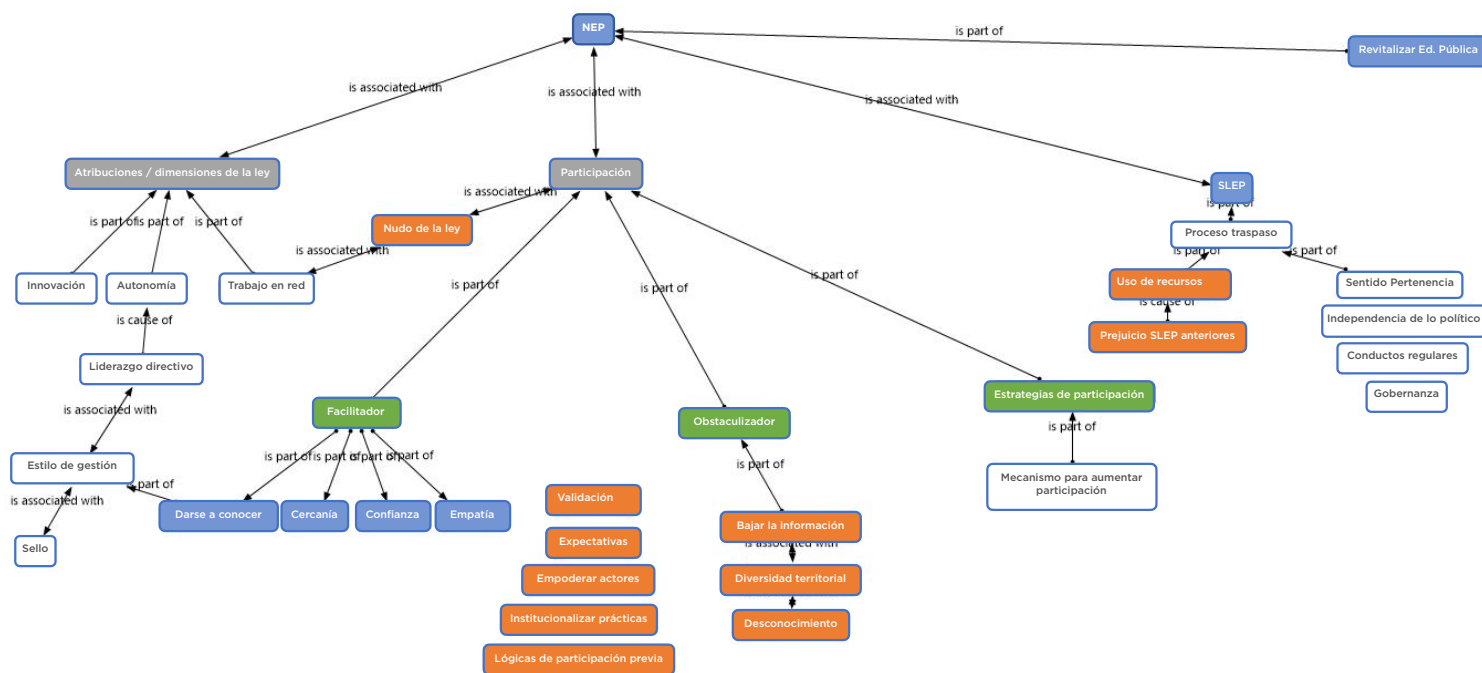 NEP
is part of
Revitalizar Ed. Pública
is associated with
is associated with
is associated with
Atribuciones / dimensiones de la ley
Participación
SLEP
is part of
is associated with
is part of
is part of
is part of
Nudo de la ley
Proceso traspaso
is associated with
is part of
is part of
Innovación
Autonomía
Trabajo en red
is part of
is part of
is part of
Uso de recursos
Sentido Pertenencia
is cause of
is cause of
Independencia de lo político
Prejuicio SLEP anteriores
Conductos regulares
Liderazgo directivo
Gobernanza
is associated with
Facilitador
Obstaculizador
Estrategias de participación
is part of
is part of
is part of
is part of
is part of
is part of
Estilo de gestión
is part of
is associated with
Mecanismo para aumentar
participación
Validación
Darse a conocer
Cercanía
Confianza
Empatía
Bajar la información
Sello
Expectativas
is associated with
Empoderar actores
Diversidad territorial
Institucionalizar prácticas
Desconocimiento
Lógicas de participación previa